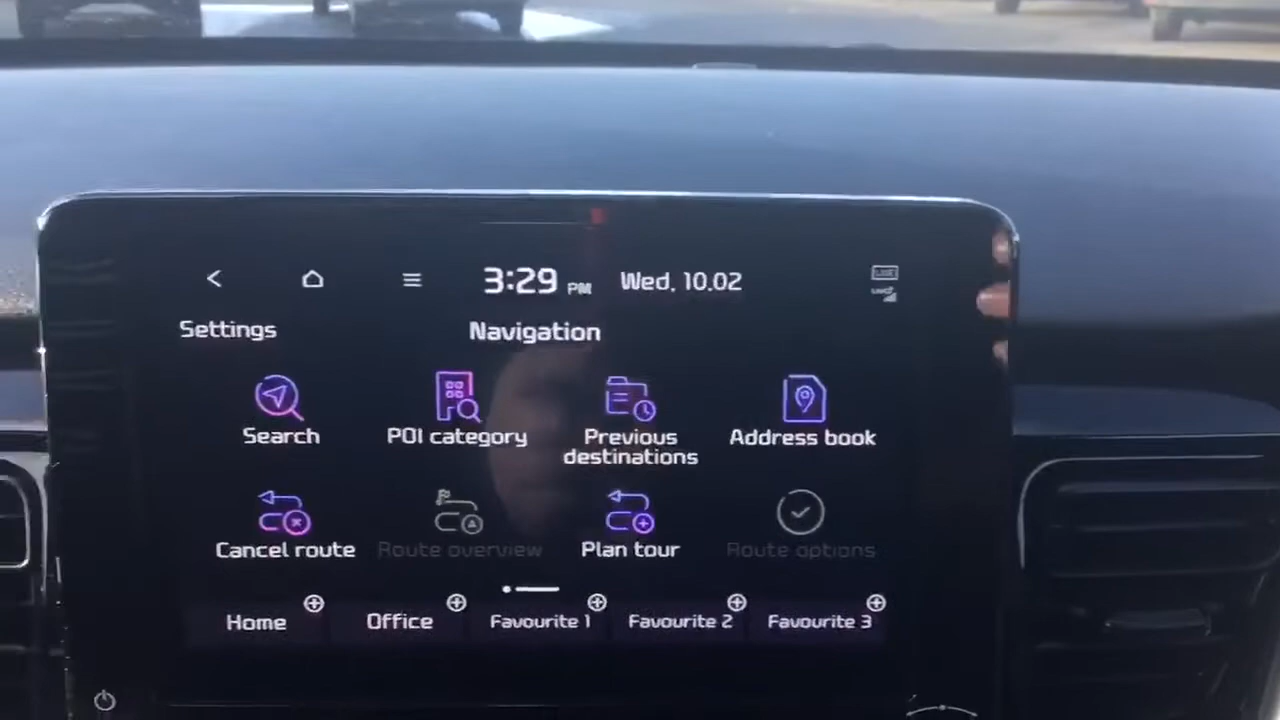 3:29 PM Wed, 10.02
LIVE
Settings Navigation
Search POI category Previous destinations Address book
Cancel route Route overview Plan tour Route options
Home Office Favourite 1 Favourite 2 Favourite 3